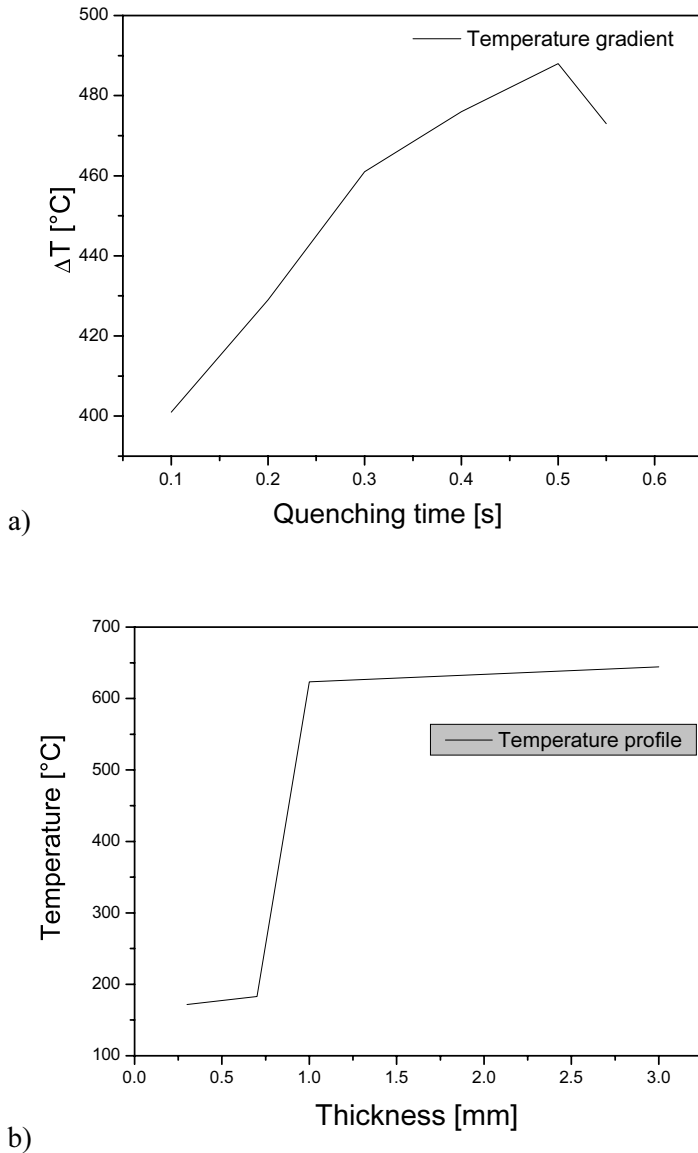 500
Temperature gradient
480
460
440
420
400
ΔT [°C]
0.1 0.2 0.3 0.4 0.5 0.6
Quenching time [s]
a)
700
600
Temperature profile
500
400
300
200
100
Temperature [°C]
0.0 0.5 1.0 1.5 2.0 2.5 3.0
Thickness [mm]
b)